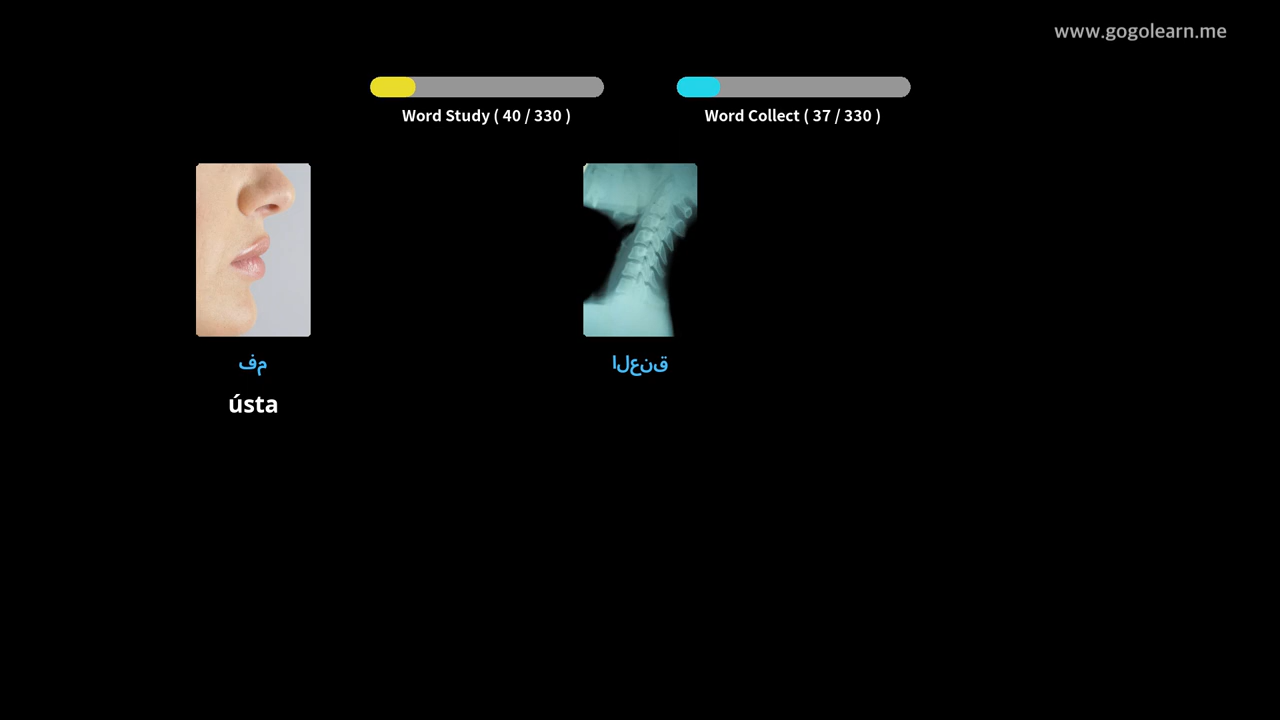 www.gogolearn.me
Word Study ( 40 / 330 )
Word Collect ( 37 / 330 )
فم
العنق
ústa